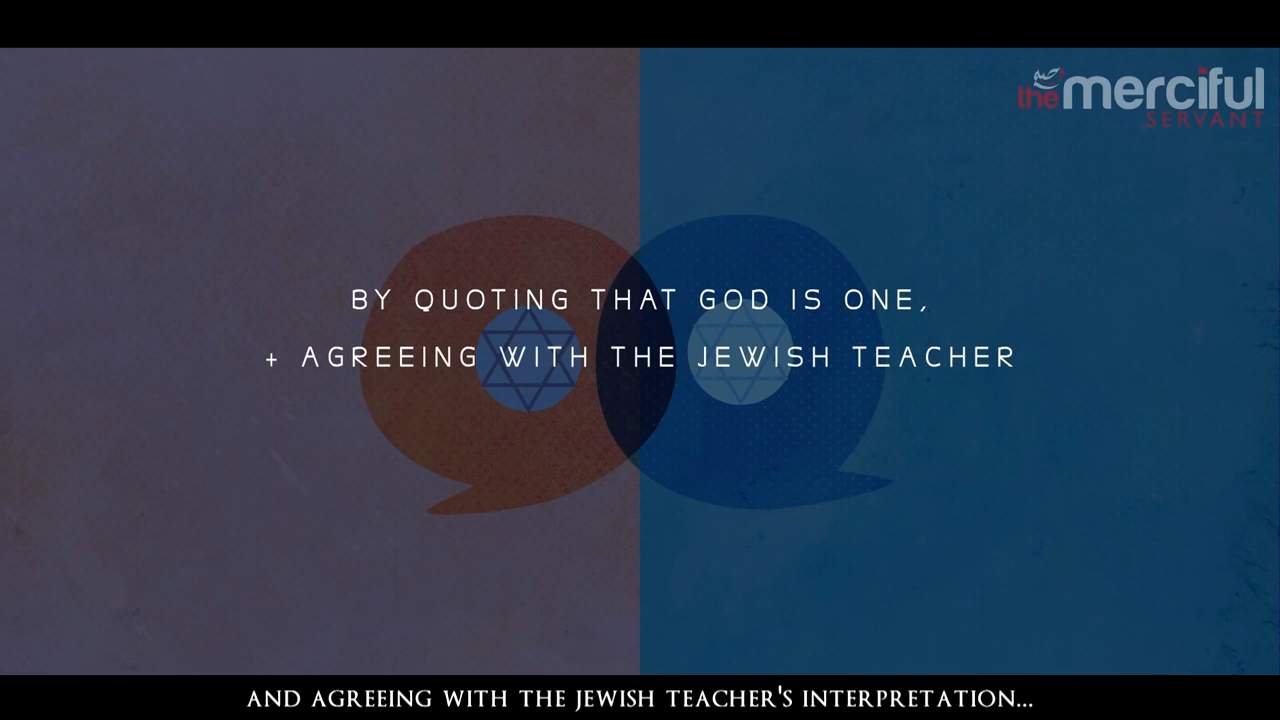 the merciful
SERVANT
BY QUOTING THAT GOD IS ONE,
+ AGREEING WITH THE JEWISH TEACHER
AND AGREEING WITH THE JEWISH TEACHER'S INTERPRETATION...